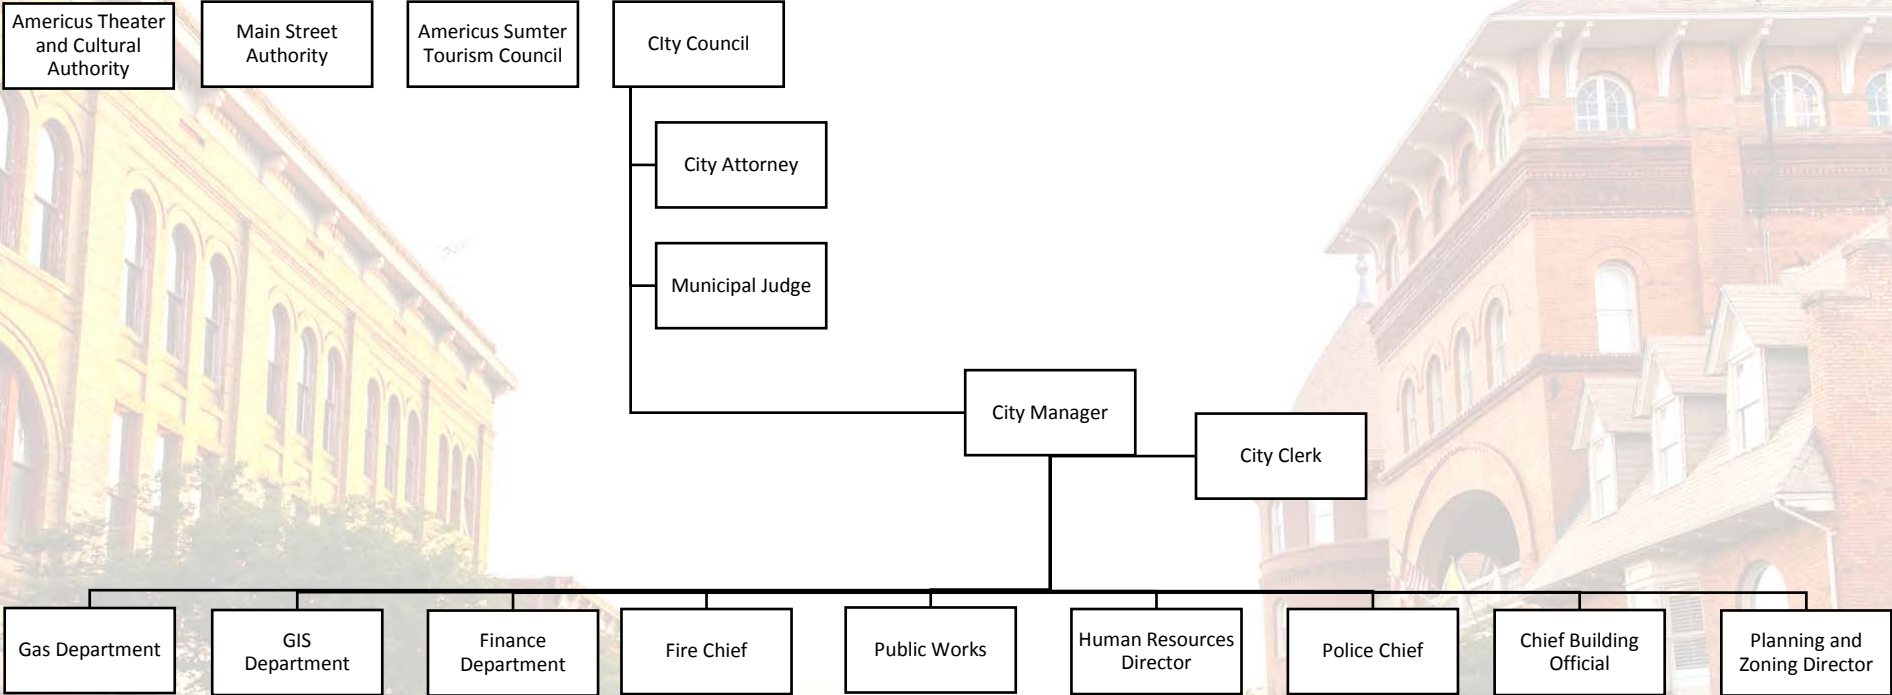 Americus Theater
and Cultural
Authority
Main Street
Authority
Americus Sumter
Tourism Council
CIty Council
City Attorney
Municipal Judge
City Manager
City Clerk
Gas Department
GIS
Department
Finance
Department
Fire Chief
Public Works
Human Resources
Director
Police Chief
Chief Building
Official
Planning and
Zoning Director